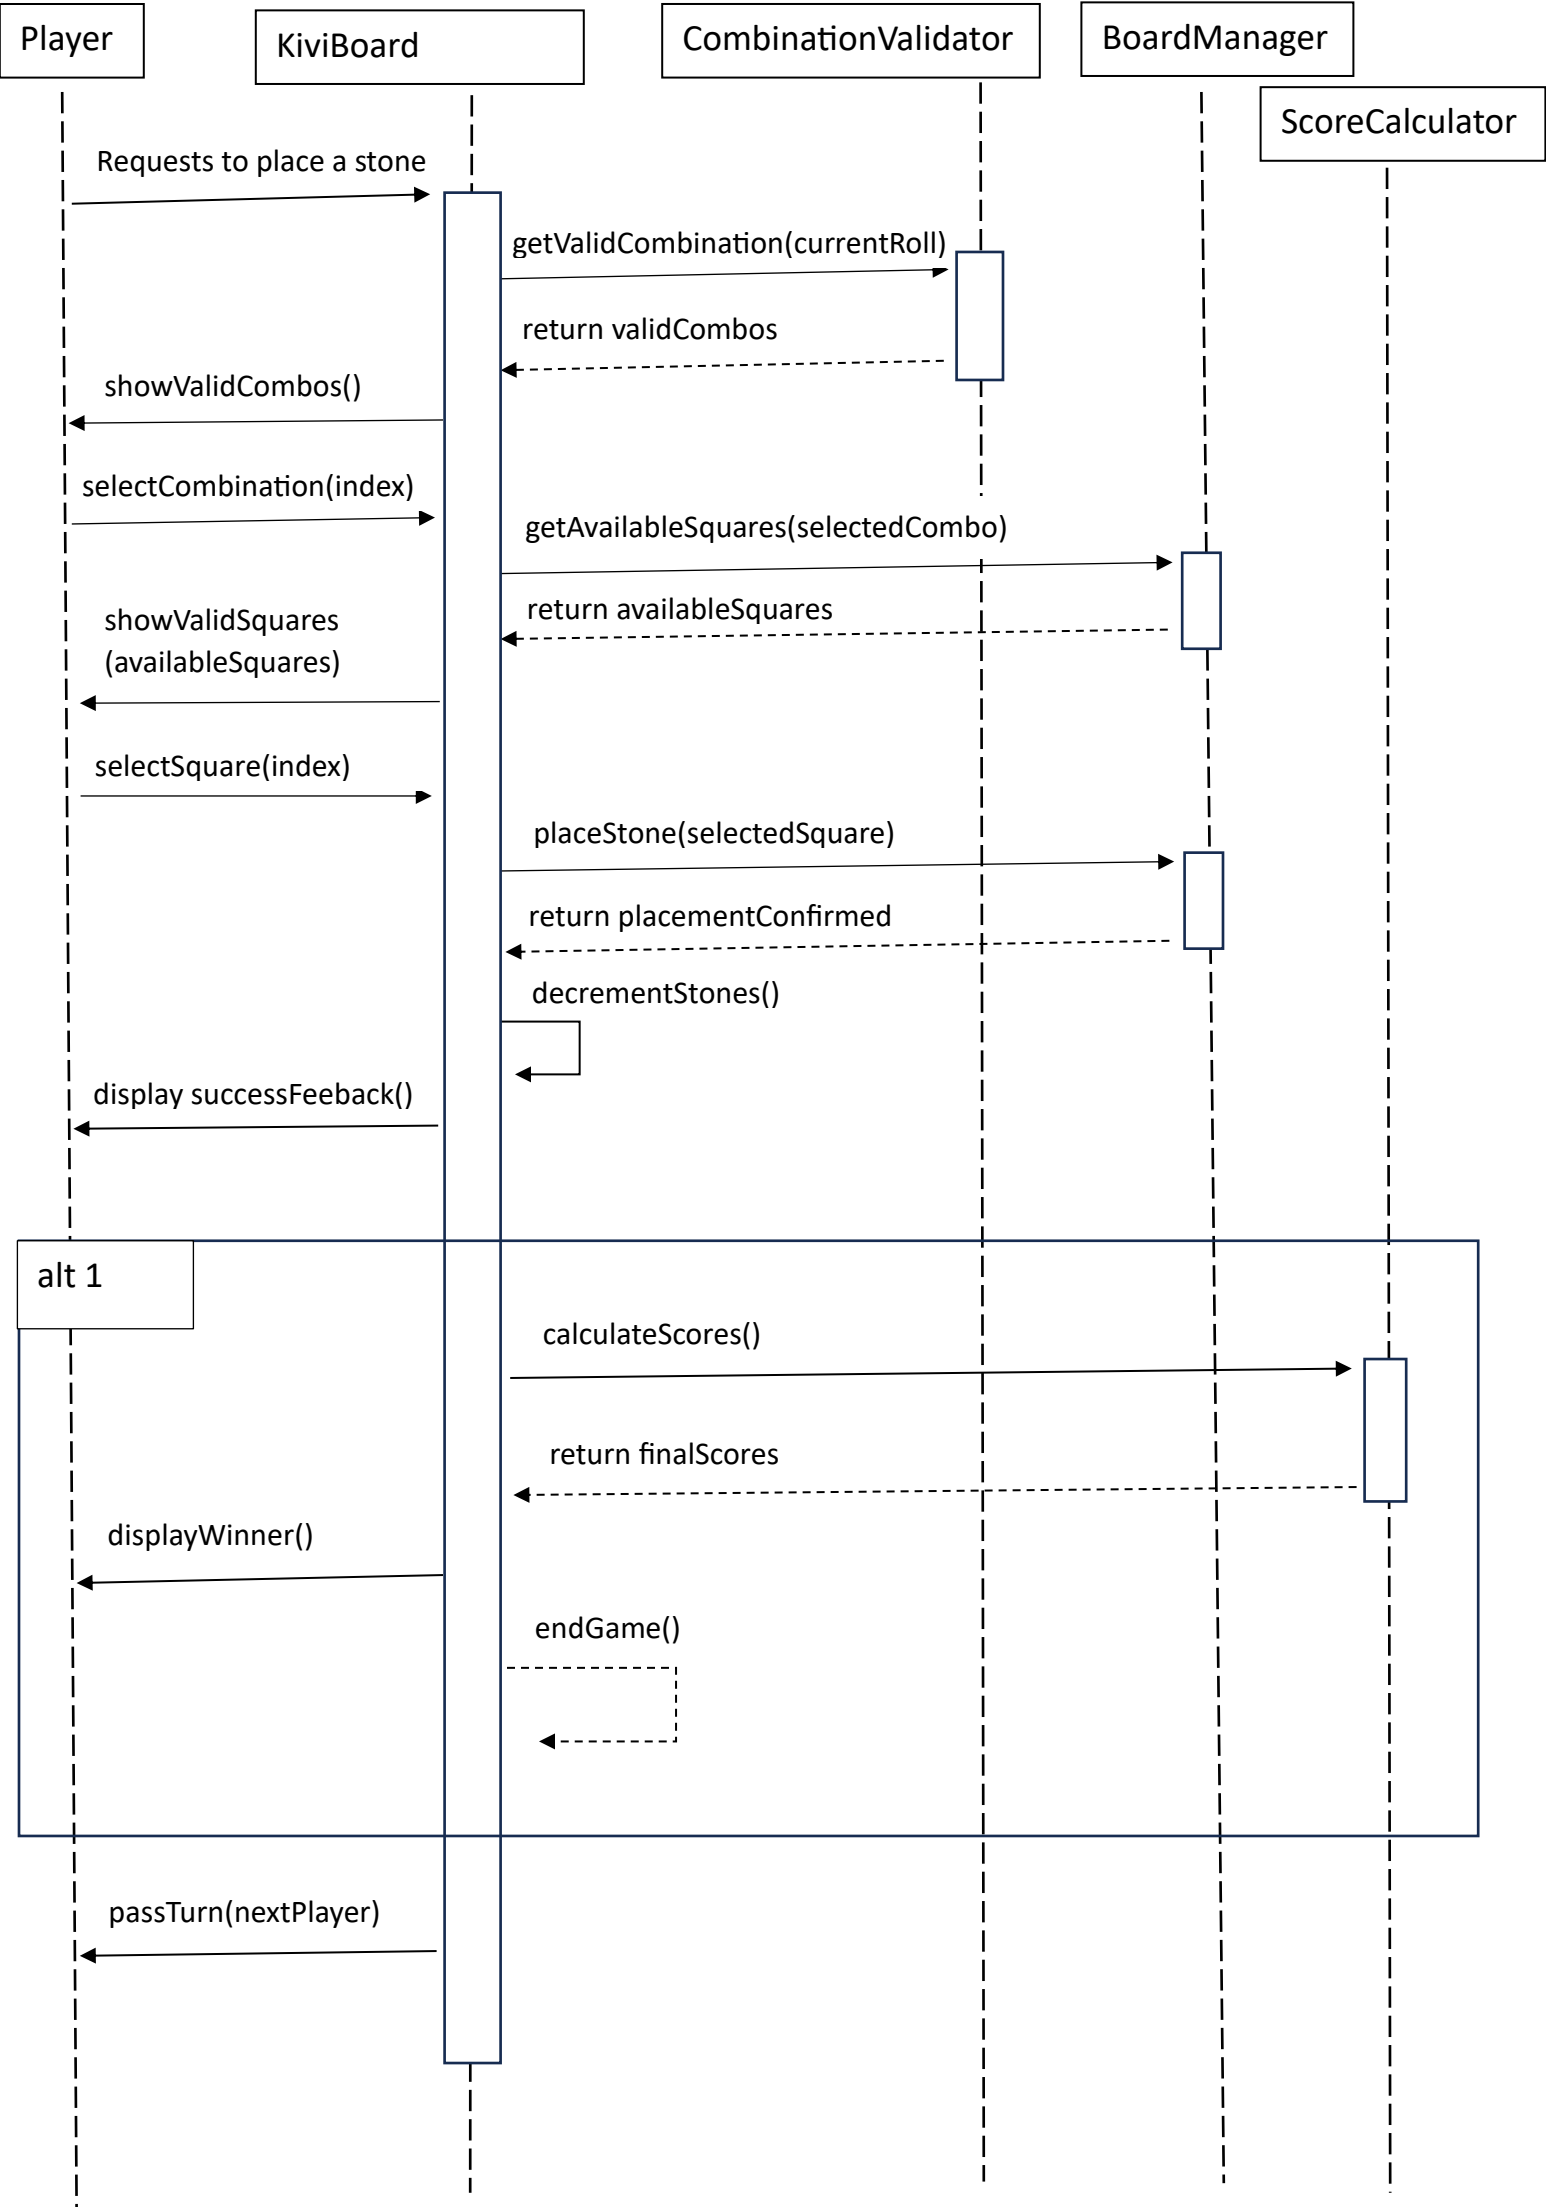 Player
KiviBoard
CombinationValidator
BoardManager
ScoreCalculator
Requests to place a stone
getValidCombination(currentRoll)
return validCombos
showValidCombos()
selectCombination(index)
getAvailableSquares(selectedCombo)
return availableSquares
showValidSquares
(availableSquares)
selectSquare(index)
placeStone(selectedSquare)
return placementConfirmed
decrementStones()
display successFeeback()
alt 1
calculateScores()
return finalScores
displayWinner()
endGame()
passTurn(nextPlayer)